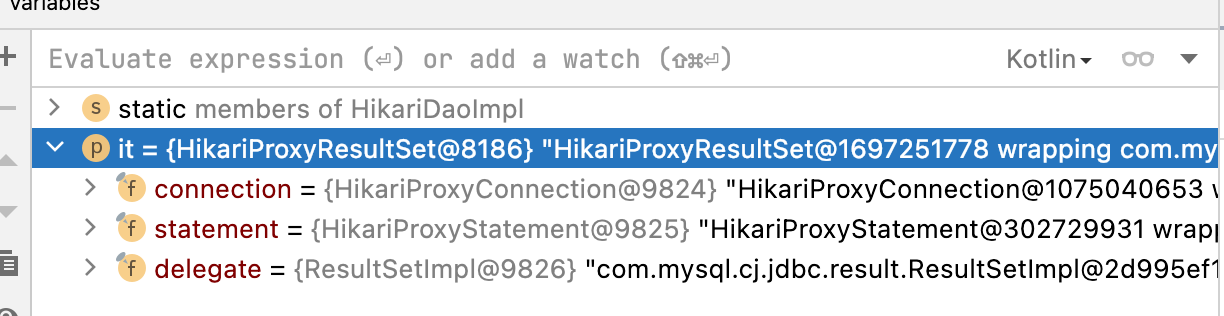 variables
Evaluate expression (⏎) or add a watch (⇧⌘⏎)
Kotlin
s static members of HikariDaoImpl
p it = {HikariProxyResultSet@8186} "HikariProxyResultSet@1697251778 wrapping com.my
f connection = {HikariProxyConnection@9824} "HikariProxyConnection@1075040653 w
f statement = {HikariProxyStatement@9825} "HikariProxyStatement@302729931 wrapp
f delegate = {ResultSetImpl@9826} "com.mysql.cj.jdbc.result.ResultSetImpl@2d995ef1